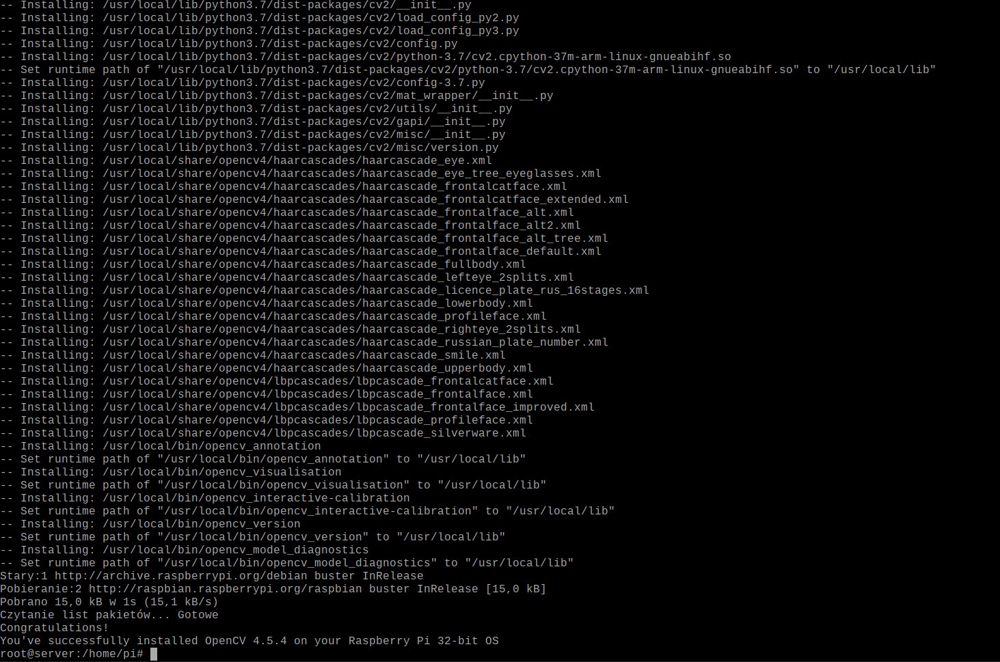 -- Installing: /usr/local/lib/python3.7/dist-packages/cv2/__init__.py
-- Installing: /usr/local/lib/python3.7/dist-packages/cv2/load_config_py2.py
-- Installing: /usr/local/lib/python3.7/dist-packages/cv2/load_config_py3.py
-- Installing: /usr/local/lib/python3.7/dist-packages/cv2/config.py
-- Installing: /usr/local/lib/python3.7/dist-packages/cv2/python-3.7/cv2.cpython-37m-arm-linux-gnueabihf.so
-- Set runtime path of "/usr/local/lib/python3.7/dist-packages/cv2/python-3.7/cv2.cpython-37m-arm-linux-gnueabihf.so" to "/usr/local/lib"
-- Installing: /usr/local/lib/python3.7/dist-packages/cv2/config-3.7.py
-- Installing: /usr/local/lib/python3.7/dist-packages/cv2/mat_wrapper/__init__.py
-- Installing: /usr/local/lib/python3.7/dist-packages/cv2/utils/__init__.py
-- Installing: /usr/local/lib/python3.7/dist-packages/cv2/gapi/__init__.py
-- Installing: /usr/local/lib/python3.7/dist-packages/cv2/misc/__init__.py
-- Installing: /usr/local/lib/python3.7/dist-packages/cv2/misc/version.py
-- Installing: /usr/local/share/opencv4/haarcascades/haarcascade_eye.xml
-- Installing: /usr/local/share/opencv4/haarcascades/haarcascade_eye_tree_eyeglasses.xml
-- Installing: /usr/local/share/opencv4/haarcascades/haarcascade_frontalcatface.xml
-- Installing: /usr/local/share/opencv4/haarcascades/haarcascade_frontalcatface_extended.xml
-- Installing: /usr/local/share/opencv4/haarcascades/haarcascade_frontalface_alt.xml
-- Installing: /usr/local/share/opencv4/haarcascades/haarcascade_frontalface_alt2.xml
-- Installing: /usr/local/share/opencv4/haarcascades/haarcascade_frontalface_alt_tree.xml
-- Installing: /usr/local/share/opencv4/haarcascades/haarcascade_frontalface_default.xml
-- Installing: /usr/local/share/opencv4/haarcascades/haarcascade_fullbody.xml
-- Installing: /usr/local/share/opencv4/haarcascades/haarcascade_lefteye_2splits.xml
-- Installing: /usr/local/share/opencv4/haarcascades/haarcascade_licence_plate_rus_16stages.xml
-- Installing: /usr/local/share/opencv4/haarcascades/haarcascade_lowerbody.xml
-- Installing: /usr/local/share/opencv4/haarcascades/haarcascade_profileface.xml
-- Installing: /usr/local/share/opencv4/haarcascades/haarcascade_righteye_2splits.xml
-- Installing: /usr/local/share/opencv4/haarcascades/haarcascade_russian_plate_number.xml
-- Installing: /usr/local/share/opencv4/haarcascades/haarcascade_smile.xml
-- Installing: /usr/local/share/opencv4/haarcascades/haarcascade_upperbody.xml
-- Installing: /usr/local/share/opencv4/lbpcascades/lbpcascade_frontalcatface.xml
-- Installing: /usr/local/share/opencv4/lbpcascades/lbpcascade_frontalface.xml
-- Installing: /usr/local/share/opencv4/lbpcascades/lbpcascade_frontalface_improved.xml
-- Installing: /usr/local/share/opencv4/lbpcascades/lbpcascade_profileface.xml
-- Installing: /usr/local/share/opencv4/lbpcascades/lbpcascade_silverware.xml
-- Installing: /usr/local/bin/opencv_annotation
-- Set runtime path of "/usr/local/bin/opencv_annotation" to "/usr/local/lib"
-- Installing: /usr/local/bin/opencv_visualisation
-- Set runtime path of "/usr/local/bin/opencv_visualisation" to "/usr/local/lib"
-- Installing: /usr/local/bin/opencv_interactive-calibration
-- Set runtime path of "/usr/local/bin/opencv_interactive-calibration" to "/usr/local/lib"
-- Installing: /usr/local/bin/opencv_version
-- Set runtime path of "/usr/local/bin/opencv_version" to "/usr/local/lib"
-- Installing: /usr/local/bin/opencv_model_diagnostics
-- Set runtime path of "/usr/local/bin/opencv_model_diagnostics" to "/usr/local/lib"
Stary:1 http://archive.raspberrypi.org/debian buster InRelease
Pobieranie:2 http://raspbian.raspberrypi.org/raspbian buster InRelease [15,0 kB]
Pobrano 15,0 kB w 1s (15,1 kB/s)
Czytanie list pakietów... Gotowe
Congratulations!
You've successfully installed OpenCV 4.5.4 on your Raspberry Pi 32-bit OS
root@server:/home/pi#